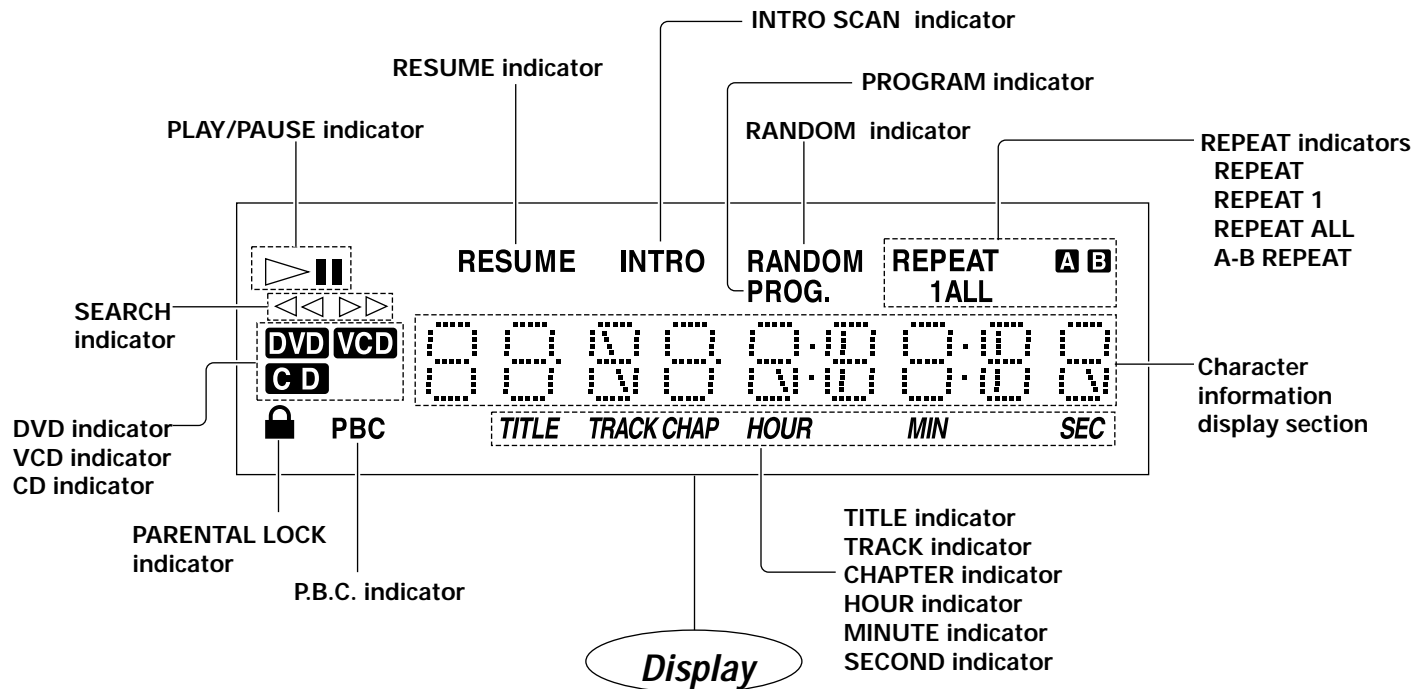 INTRO SCAN indicator
RESUME indicator
PROGRAM indicator
PLAY/PAUSE indicator
RANDOM indicator
REPEAT indicators
REPEAT
REPEAT 1
REPEAT ALL
A-B REPEAT
RESUME INTRO RANDOM REPEAT A B
PROG. 1ALL
SEARCH
indicator
DVD VCD
CD
Character
information
display section
PBC TITLE TRACK CHAP HOUR MIN SEC
DVD indicator
VCD indicator
CD indicator
PARENTAL LOCK
indicator
P.B.C. indicator
TITLE indicator
TRACK indicator
CHAPTER indicator
HOUR indicator
MINUTE indicator
SECOND indicator
Display